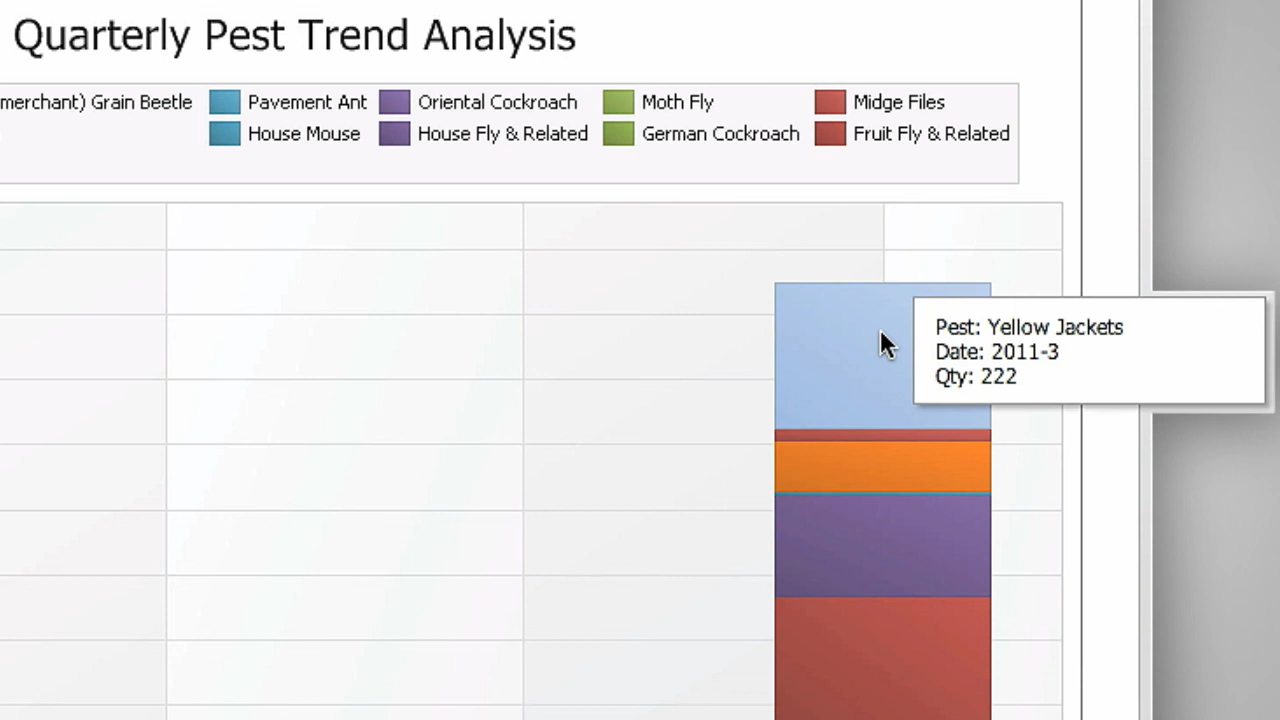 Quarterly Pest Trend Analysis
merchant) Grain Beetle Pavement Ant Oriental Cockroach Moth Fly Midge Files
House Mouse House Fly & Related German Cockroach Fruit Fly & Related
Pest: Yellow Jackets
Date: 2011-3
Qty: 222